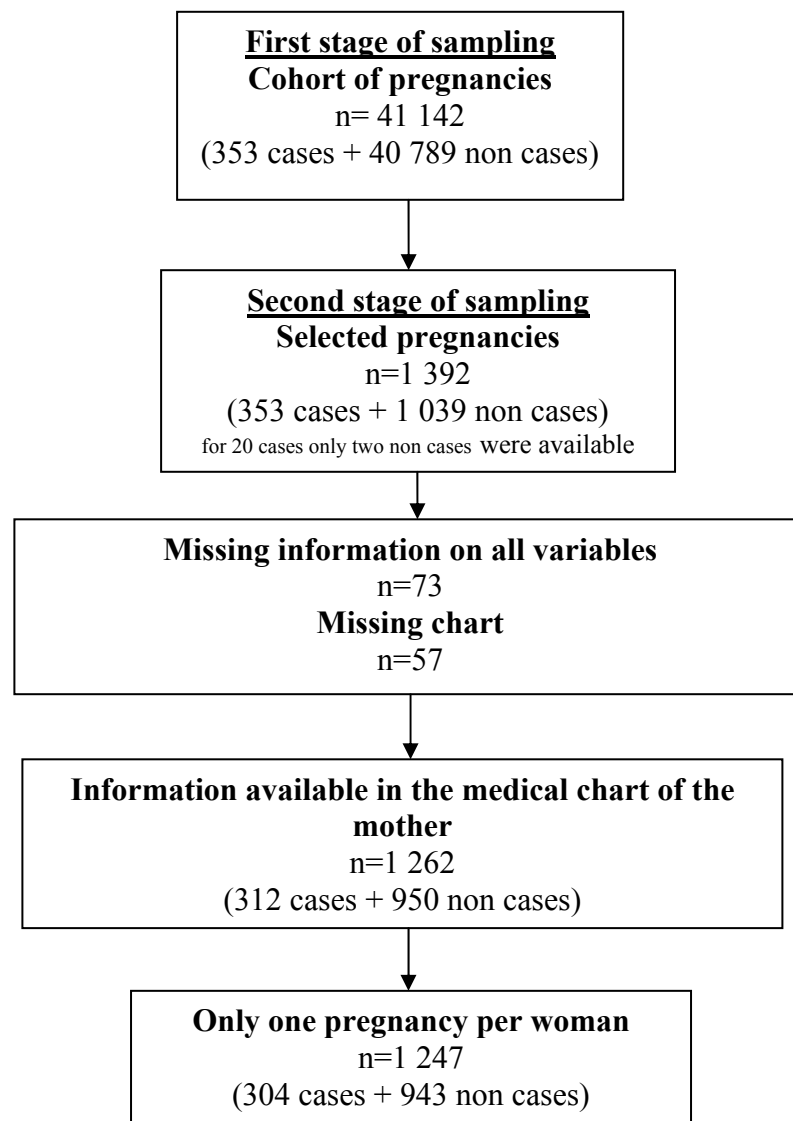 First stage of sampling
Cohort of pregnancies
n= 41 142
(353 cases + 40 789 non cases)
Second stage of sampling
Selected pregnancies
n=1 392
(353 cases + 1 039 non cases)
for 20 cases only two non cases were available
Missing information on all variables
n=73
Missing chart
n=57
Information available in the medical chart of the
mother
n=1 262
(312 cases + 950 non cases)
Only one pregnancy per woman
n=1 247
(304 cases + 943 non cases)